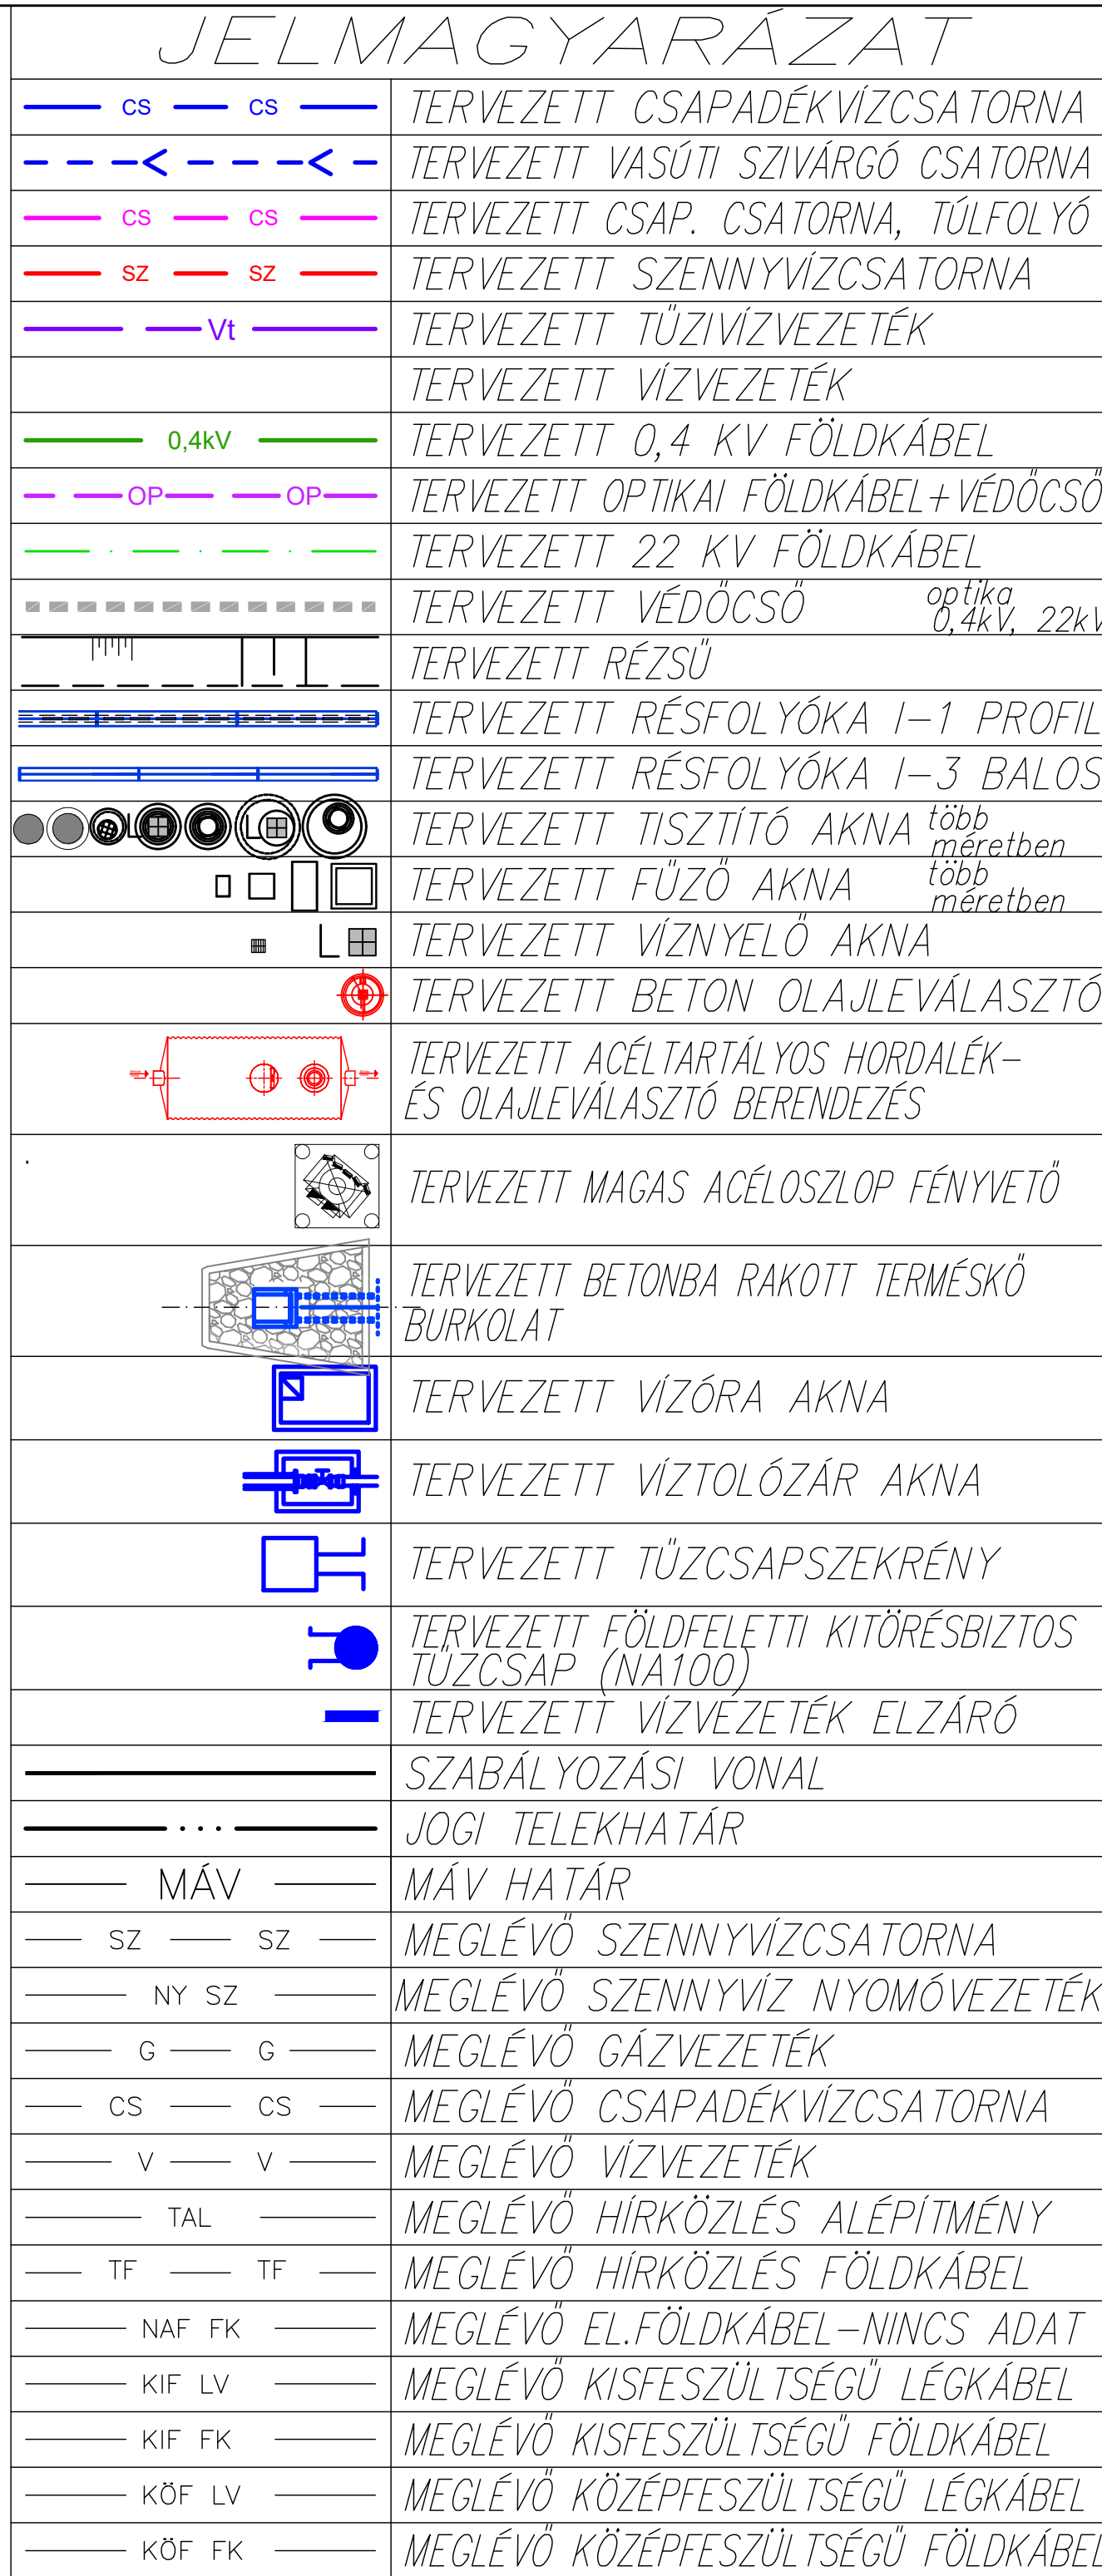 JELMAGYARÁZAT
CS CS TERVEZETT CSAPADÉKVÍZCSATORNA
TERVEZETT VASÚTI SZIVÁRGÓ CSATORNA
CS CS TERVEZETT CSAP. CSATORNA, TÚLFOLYÓ
SZ SZ TERVEZETT SZENNYVÍZCSATORNA
Vt TERVEZETT TŰZIVÍZVEZETÉK
TERVEZETT VÍZVEZETÉK
0,4kV TERVEZETT 0,4 KV FÖLDKÁBEL
OP OP TERVEZETT OPTIKAI FÖLDKÁBEL+VÉDŐCSŐ
TERVEZETT 22 KV FÖLDKÁBEL
TERVEZETT VÉDŐCSŐ optika
0,4kV, 22kV
TERVEZETT RÉZSŰ
TERVEZETT RÉSFOLYÓKA I-1 PROFIL
TERVEZETT RÉSFOLYÓKA I-3 BALOS
TERVEZETT TISZTÍTÓ AKNA több
méretben
TERVEZETT FŰZŐ AKNA több
méretben
TERVEZETT VÍZNYELŐ AKNA
TERVEZETT BETON OLAJLEVÁLASZTÓ
TERVEZETT ACÉLTARTÁLYOS HORDALÉK-
ÉS OLAJLEVÁLASZTÓ BERENDEZÉS
TERVEZETT MAGAS ACÉLOSZLOP FÉNYVETŐ
TERVEZETT BETONBA RAKOTT TERMÉSKŐ
BURKOLAT
TERVEZETT VÍZÓRA AKNA
TERVEZETT VÍZTOLÓZÁR AKNA
TERVEZETT TŰZCSAPSZEKRÉNY
TERVEZETT FÖLDFELETTI KITÖRÉSBIZTOS
TŰZCSAP (NA100)
TERVEZETT VÍZVEZETÉK ELZÁRÓ
SZABÁLYOZÁSI VONAL
JOGI TELEKHATÁR
MÁV MÁV HATÁR
SZ SZ MEGLÉVŐ SZENNYVÍZCSATORNA
NY SZ MEGLÉVŐ SZENNYVÍZ NYOMÓVEZETÉK
G G MEGLÉVŐ GÁZVEZETÉK
CS CS MEGLÉVŐ CSAPADÉKVÍZCSATORNA
V V MEGLÉVŐ VÍZVEZETÉK
TAL MEGLÉVŐ HÍRKÖZLÉS ALÉPÍTMÉNY
TF TF MEGLÉVŐ HÍRKÖZLÉS FÖLDKÁBEL
NAF FK MEGLÉVŐ EL.FÖLDKÁBEL-NINCS ADAT
KIF LV MEGLÉVŐ KISFESZÜLTSÉGŰ LÉGKÁBEL
KIF FK MEGLÉVŐ KISFESZÜLTSÉGŰ FÖLDKÁBEL
KÖF LV MEGLÉVŐ KÖZÉPFESZÜLTSÉGŰ LÉGKÁBEL
KÖF FK MEGLÉVŐ KÖZÉPFESZÜLTSÉGŰ FÖLDKÁBEL